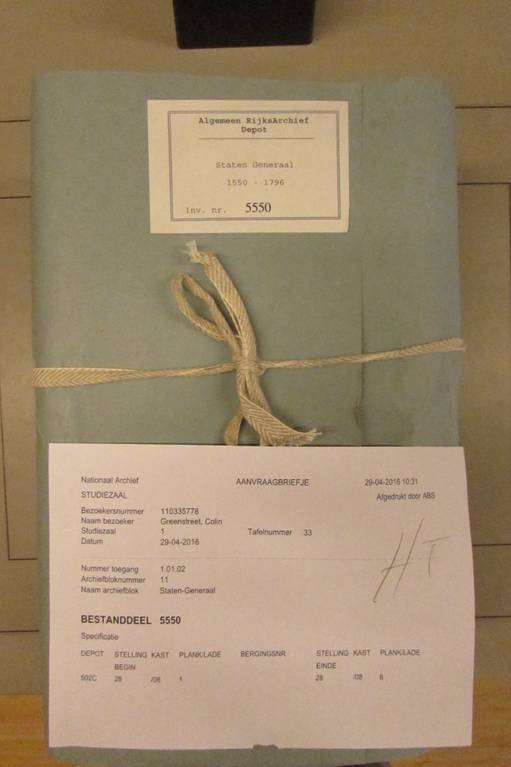 Algemeen RijksArchief
Depot
Staten Generaal
1550 - 1796
Inv. nr. 5550
Nationaal Archief AANVRAAGBRIEFJE 29-04-2016 10:31
STUDIEZAAL Afgedrukt door ABS
Bezoekersnummer 110335778
Naam bezoeker Greenstreet, Colin
Studiezaal 1 Tafelnummer 33
Datum 29-04-2016
HT
Nummer toegang 1.01.02
Archiefbloknummer 11
Naam archiefblok Staten-Generaal
BESTANDDEEL 5550
Specificatie
DEPOT STELLING KAST PLANK/LADE BERGINGSNR STELLING KAST PLANK/LADE
BEGIN EINDE
502C 28 /08 1 28 /08 6